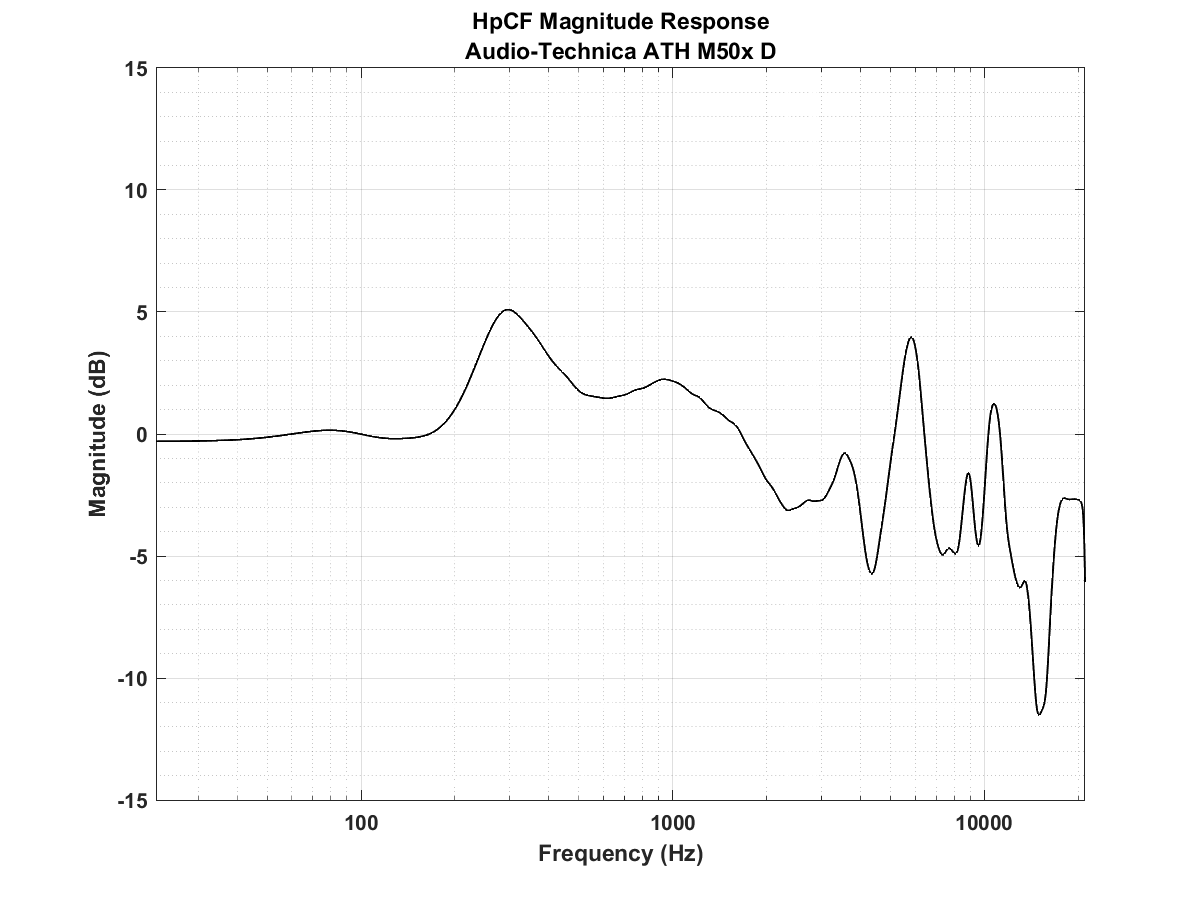 HpCF Magnitude Response
Audio-Technica ATH M50x D
15
10
5
0
-5
-10
-15
Magnitude (dB)
100
1000
10000
Frequency (Hz)